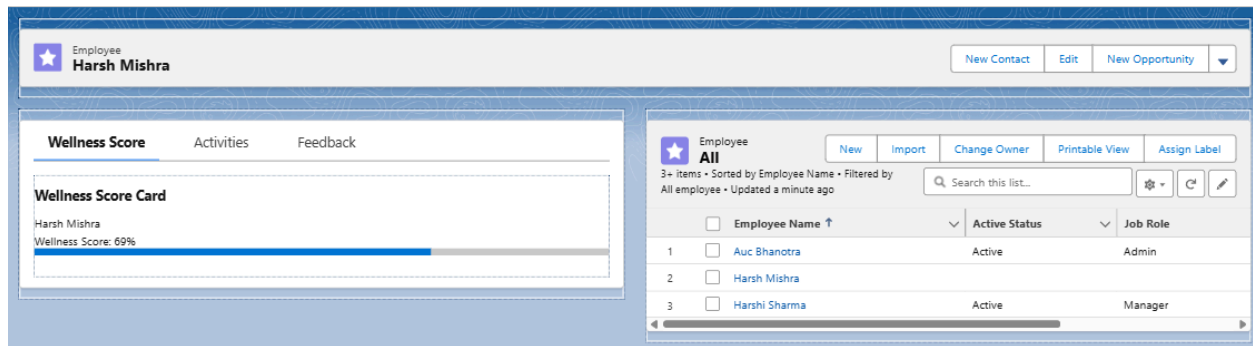 Employee
Harsh Mishra
New Contact Edit New Opportunity
Wellness Score Activities Feedback
Wellness Score Card
Harsh Mishra
Wellness Score: 69%
Employee
All
New Import Change Owner Printable View Assign Label
3+ items • Sorted by Employee Name • Filtered by
All employee • Updated a minute ago
Search this list...
Employee Name ↑ Active Status Job Role
1 Auc Bhanotra Active Admin
2 Harsh Mishra
3 Harshi Sharma Active Manager